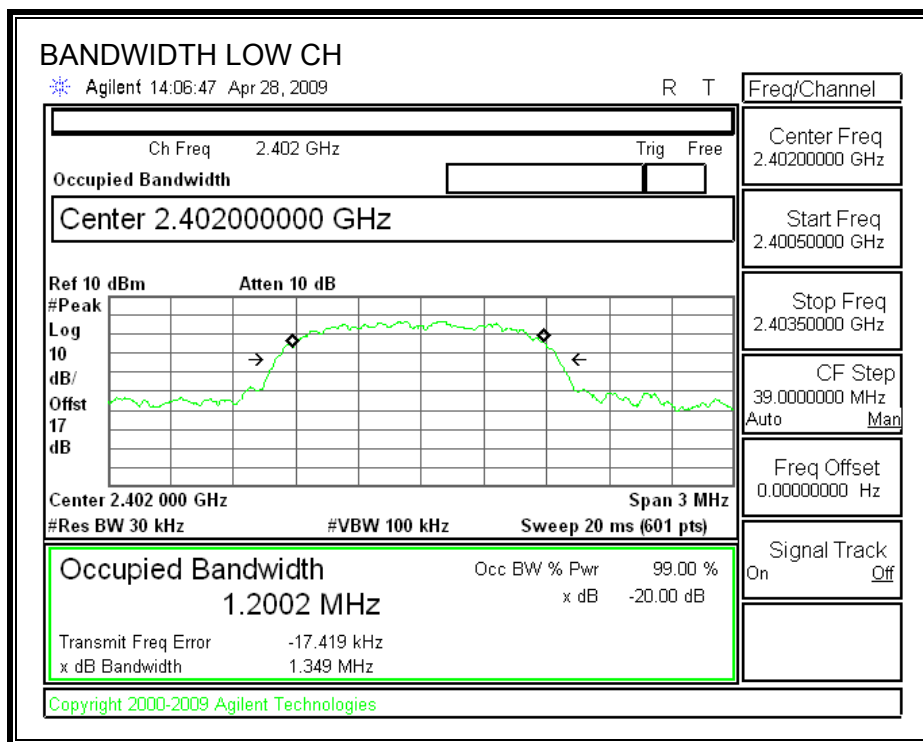 BANDWIDTH LOW CH
Agilent 14:06:47 Apr 28, 2009 R T
Freq/Channel
Ch Freq 2.402 GHz Trig Free
Occupied Bandwidth
Center 2.402000000 GHz
Center Freq
2.40200000 GHz
Start Freq
2.40050000 GHz
Stop Freq
2.40350000 GHz
CF Step
39.0000000 MHz
Auto Man
Freq Offset
0.00000000 Hz
Signal Track
On Off
Ref 10 dBm Atten 10 dB
#Peak
Log
10
dB/
Offst
17
dB
Center 2.402 000 GHz Span 3 MHz
#Res BW 30 kHz #VBW 100 kHz Sweep 20 ms (601 pts)
Occupied Bandwidth Occ BW % Pwr 99.00 %
1.2002 MHz x dB -20.00 dB
Transmit Freq Error -17.419 kHz
x dB Bandwidth 1.349 MHz
Copyright 2000-2009 Agilent Technologies